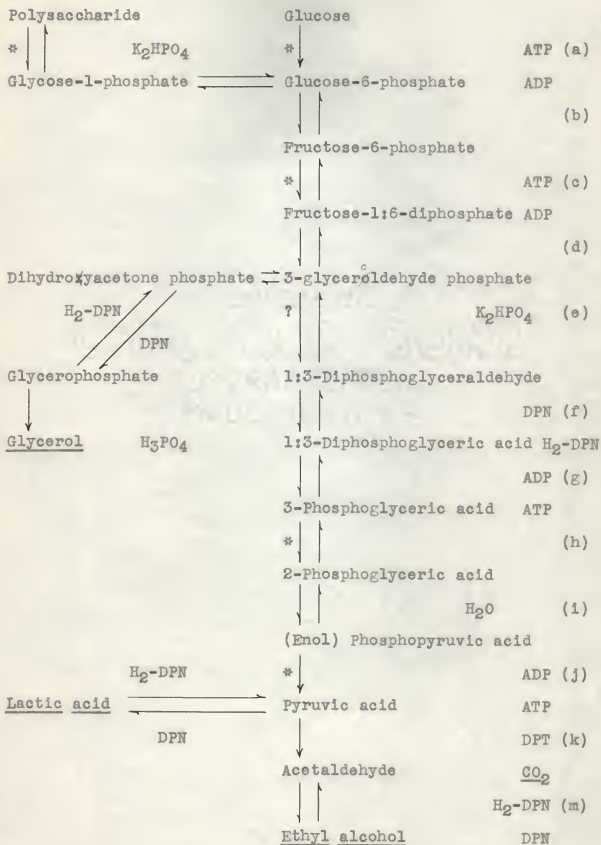 Polysaccharide Glucose
* K2HPO4 * ATP (a)
Glycose-1-phosphate Glucose-6-phosphate ADP
(b)
Fructose-6-phosphate
* ATP (c)
Fructose-1:6-diphosphate ADP
(d)
Dihydroxyacetone phosphate 3-glyceraldehyde phosphate
H2-DPN ? K2HPO4 (e)
DPN
Glycerophosphate 1:3-Diphosphoglyceraldehyde
DPN (f)
Glycerol H3PO4 1:3-Diphosphoglyceric acid H2-DPN
ADP (g)
3-Phosphoglyceric acid ATP
* (h)
2-Phosphoglyceric acid
H2O (i)
(Enol) Phosphopyruvic acid
H2-DPN * ADP (j)
Lactic acid Pyruvic acid ATP
DPN DPT (k)
Acetaldehyde CO2
H2-DPN (m)
Ethyl alcohol DPN